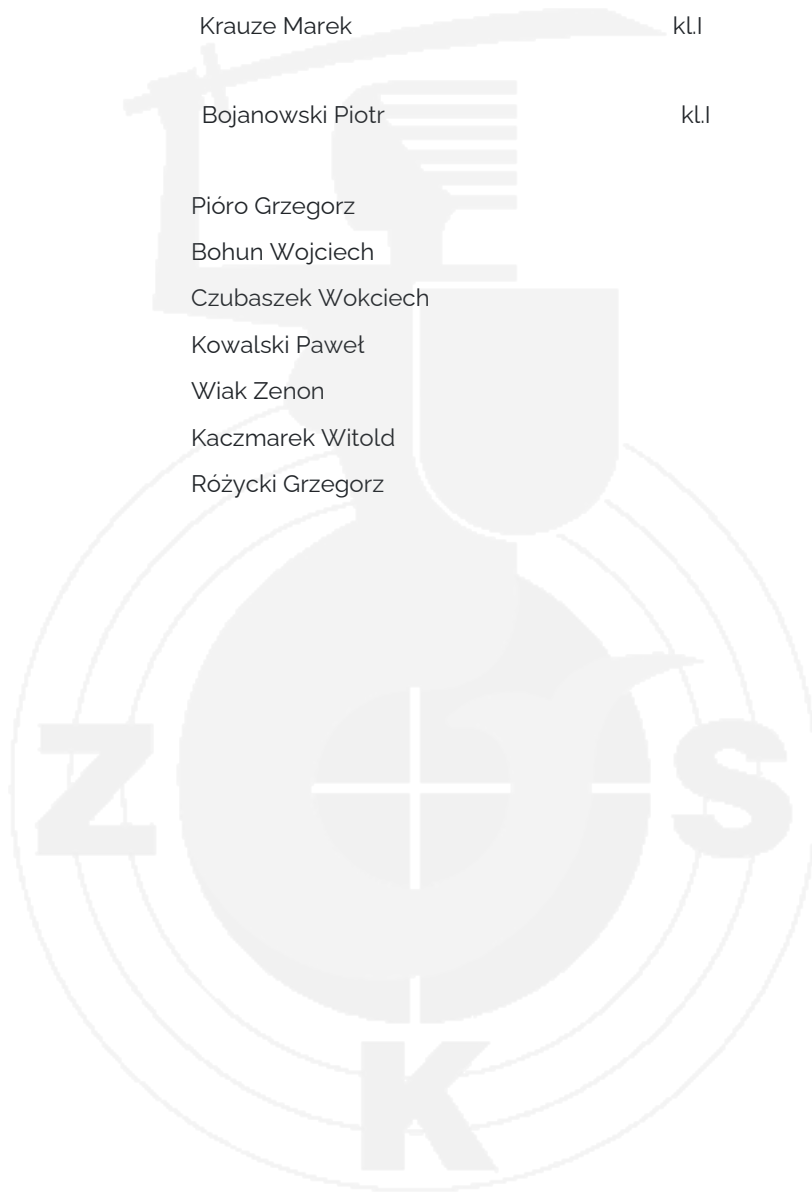 Krauze Marek kl.I
Bojanowski Piotr kl.I
Pióro Grzegorz
Bohun Wojciech
Czubaszek Wokciech
Kowalski Paweł
Wiak Zenon
Kaczmarek Witold
Różycki Grzegorz
Z S
K